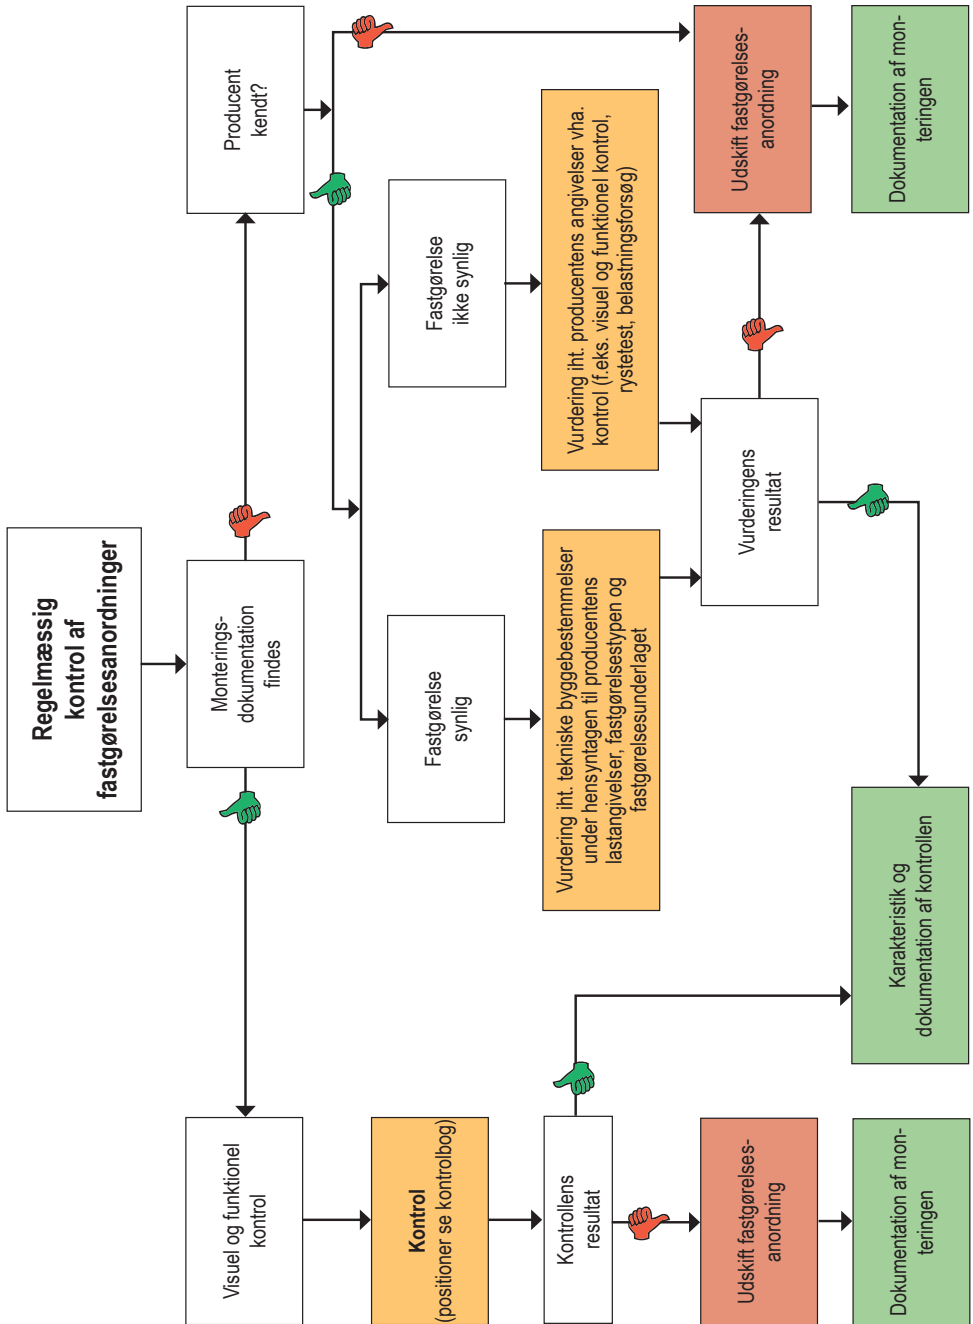 Regelmæssig
kontrol af
fastgørelsesanordninger
Monterings-
dokumentation
findes
Producent
kendt?
Visuel og funktionel
kontrol
Fastgørelse
synlig
Fastgørelse
ikke synlig
Kontrol
(positioner se kontrolbog)
Vurdering iht. tekniske byggebestemmelser
under hensyntagen til producentens
lastangivelser, fastgørelsestypen og
fastgørelsesunderlaget
Vurdering iht. producentens angivelser vha.
kontrol (f.eks. visuel og funktionel kontrol,
rystetest, belastningsforsøg)
Kontrollens
resultat
Vurderingens
resultat
Udskift fastgørelses-
anordning
Udskift fastgørelses-
anordning
Dokumentation af mon-
teringen
Karakteristik og
dokumentation af kontrollen
Dokumentation af mon-
teringen